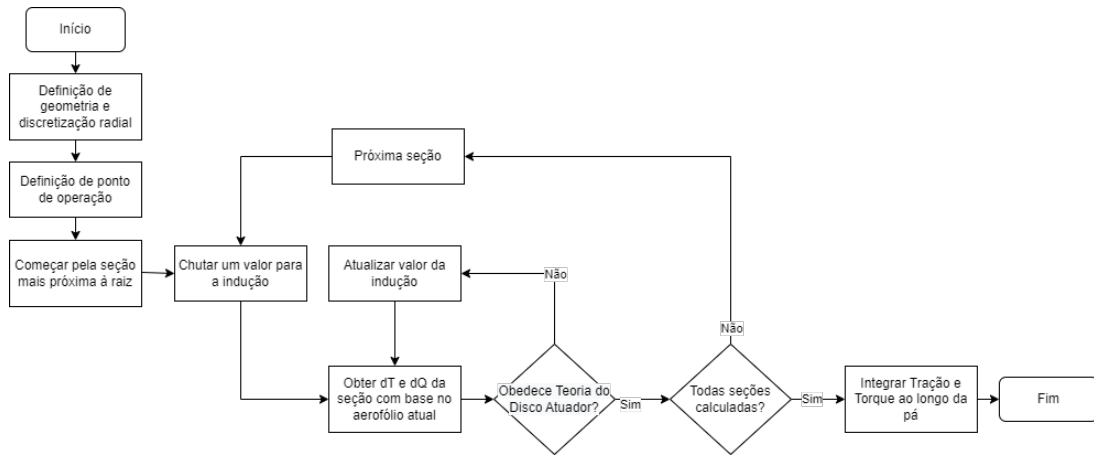 Início
Definição de
geometria e
discretização radial
Definição de ponto
de operação
Começar pela seção
mais próxima à raiz
Chutar um valor para
a indução
Próxima seção
Atualizar valor da
indução
Não
Obter dT e dQ da
seção com base no
aerofólio atual
Obedece Teoria do
Disco Atuador?
Sim
Não
Todas seções
calculadas?
Sim
Integrar Tração e
Torque ao longo da
pá
Fim